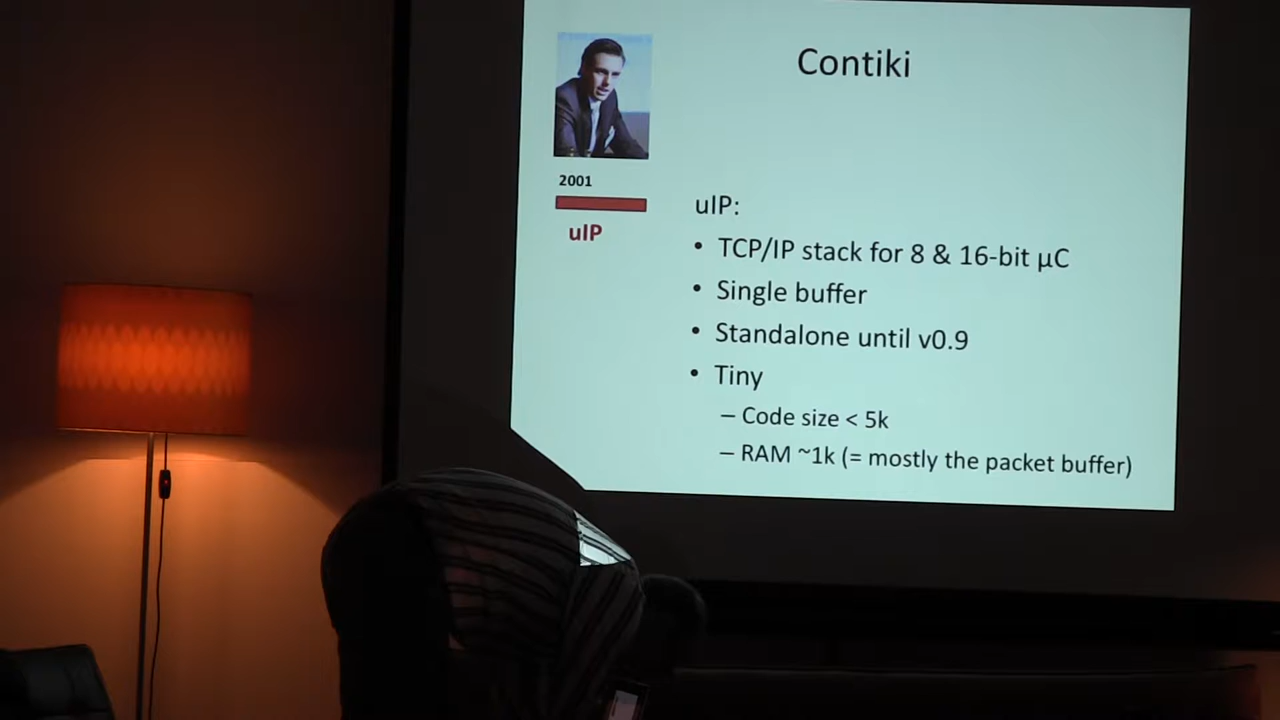 Contiki
2001
uIP
uIP:
• TCP/IP stack for 8 & 16-bit µC
• Single buffer
• Standalone until v0.9
• Tiny
– Code size < 5k
– RAM ~1k (= mostly the packet buffer)